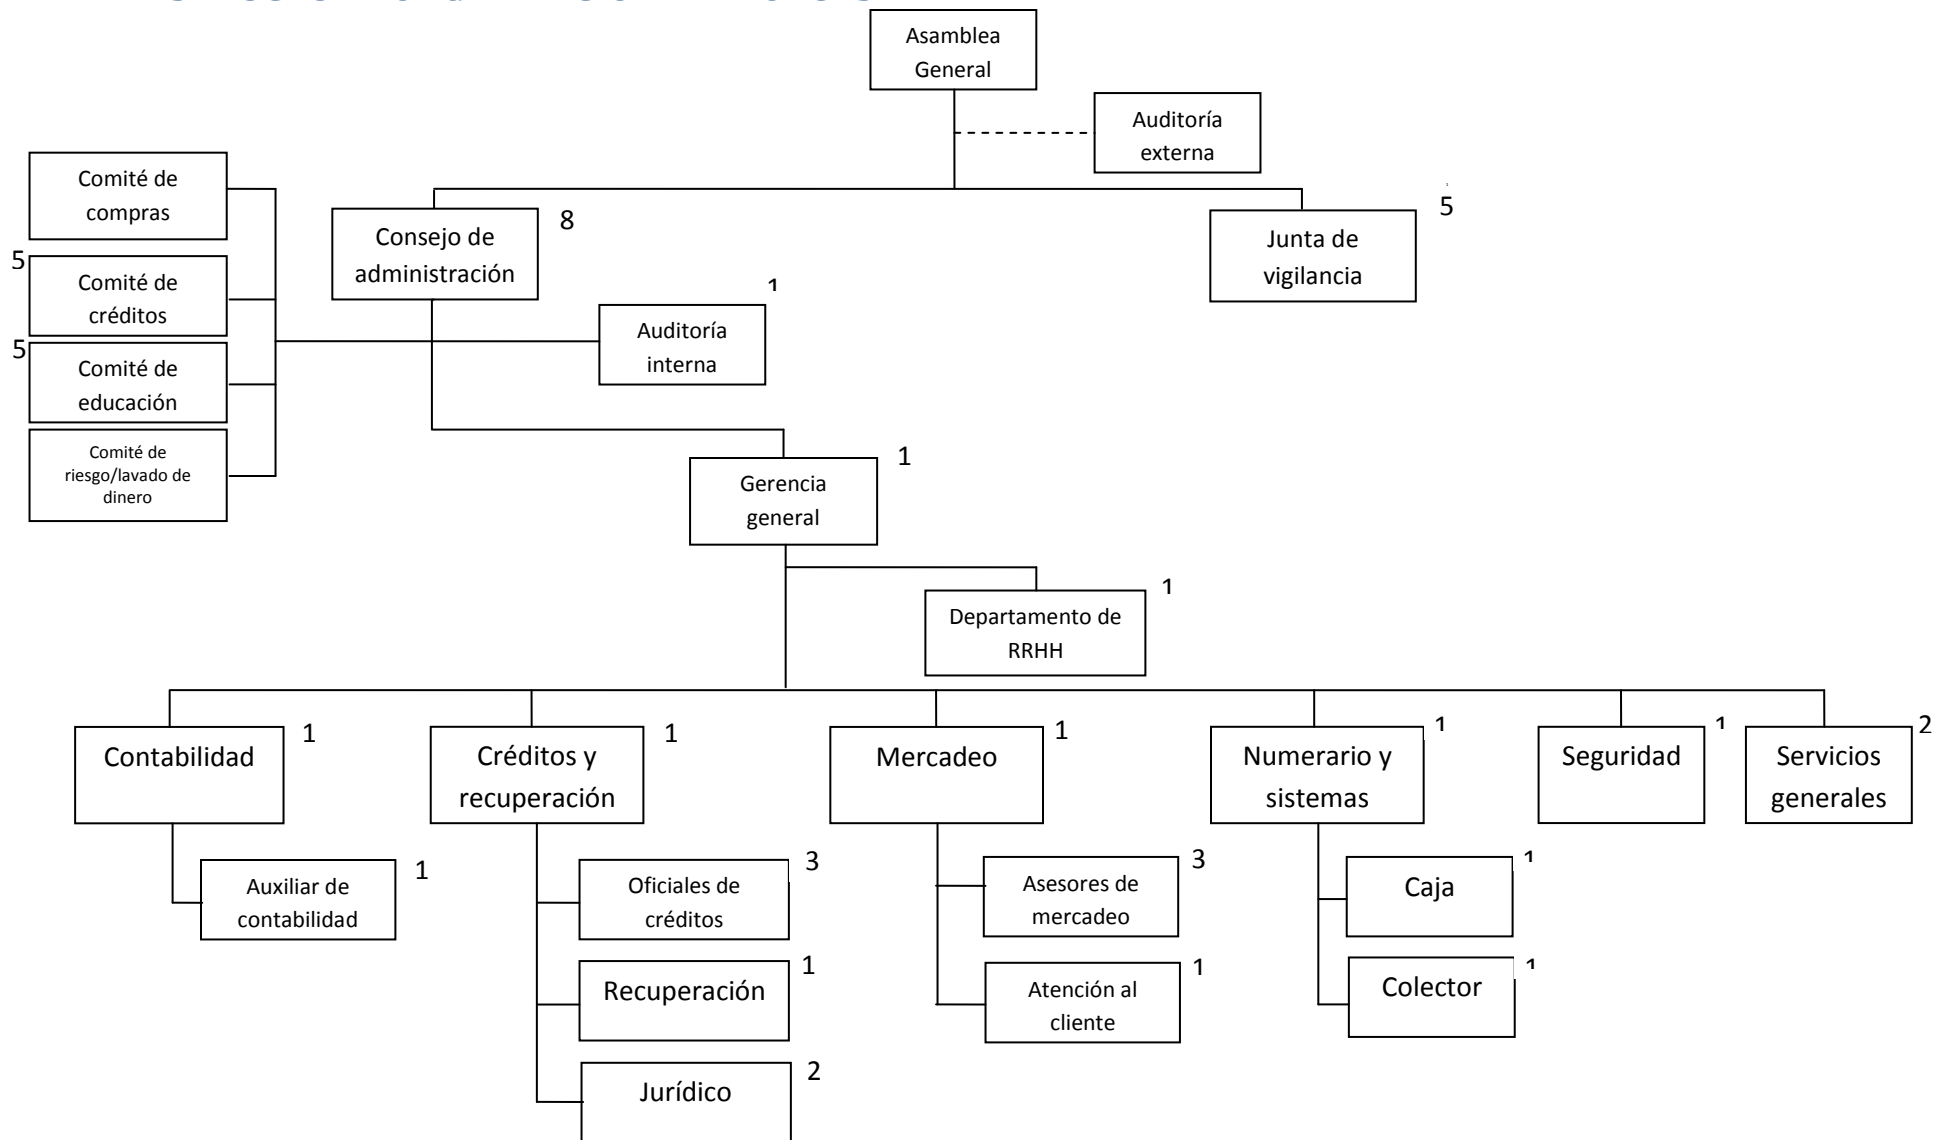 Asamblea
General
Auditoría
externa
Comité de
compras
8
5
Consejo de
administración
Junta de
vigilancia
5
Comité de
créditos
1
Auditoría
interna
5
Comité de
educación
Comité de
riesgo/lavado de
dinero
1
Gerencia
general
1
Departamento de
RRHH
1
Contabilidad
1
Créditos y
recuperación
1
Mercadeo
1
Numerario y
sistemas
1
Seguridad
2
Servicios
generales
1
Auxiliar de
contabilidad
3
Oficiales de
créditos
1
Recuperación
2
Jurídico
3
Asesores de
mercadeo
1
Atención al
cliente
1
Caja
1
Colector